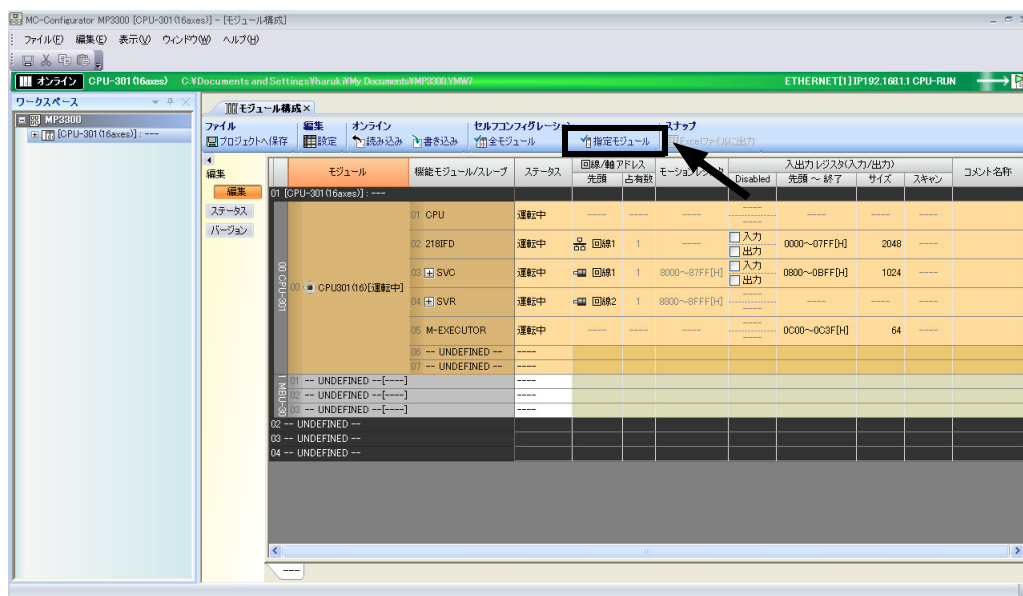 MC-Configurator MP3300 [CPU-301(16axes)] - [モジュール構成]
ファイル(F) 編集(E) 表示(V) ウィンドウ(W) ヘルプ(H)
オンライン CPU-301(16axes) C:¥Documents and Settings¥haruk¥My Documents¥MP3300.YMW7 ETHERNET[1] IP192.168.1.1 CPU-RUN
ワークスペース
MP3300
[CPU-301(16axes)] : ----
モジュール構成×
ファイル 編集 オンライン セルフコンフィグレーション スナップ
プロジェクトへ保存 設定 読み込み 書き込み 全モジュール 指定モジュール Excelファイルに出力
編集
編集
ステータス
バージョン
モジュール 機能モジュール/スレーブ ステータス 回線/軸アドレス 入出力レジスタ(入力/出力) コメント名称
先頭 占有数 Disabled 先頭 ~ 終了 サイズ スキャン
01 [CPU-301(16axes)] : ----
00 CPU-301
00 CPU301(16)[運転中]
01 CPU 運転中 ---- ---- ---- ---- ---- ---- ---- ----
02 218IFD 運転中 回線1 1 ---- 入力 出力 0000~07FF[H] 2048 ----
03 SVC 運転中 回線1 1 8000~87FF[H] 入力 出力 0800~0BFF[H] 1024 ----
04 SVR 運転中 回線2 1 8800~8FFF[H] ---- ---- ---- ---- ----
05 M-EXECUTOR 運転中 ---- ---- ---- ---- ---- 0C00~0C3F[H] 64 ----
06 -- UNDEFINED -- ----
07 -- UNDEFINED -- ----
01 -- UNDEFINED --[----] ----
02 -- UNDEFINED --[----] ----
03 -- UNDEFINED --[----] ----
02 -- UNDEFINED --
03 -- UNDEFINED --
04 -- UNDEFINED --
---